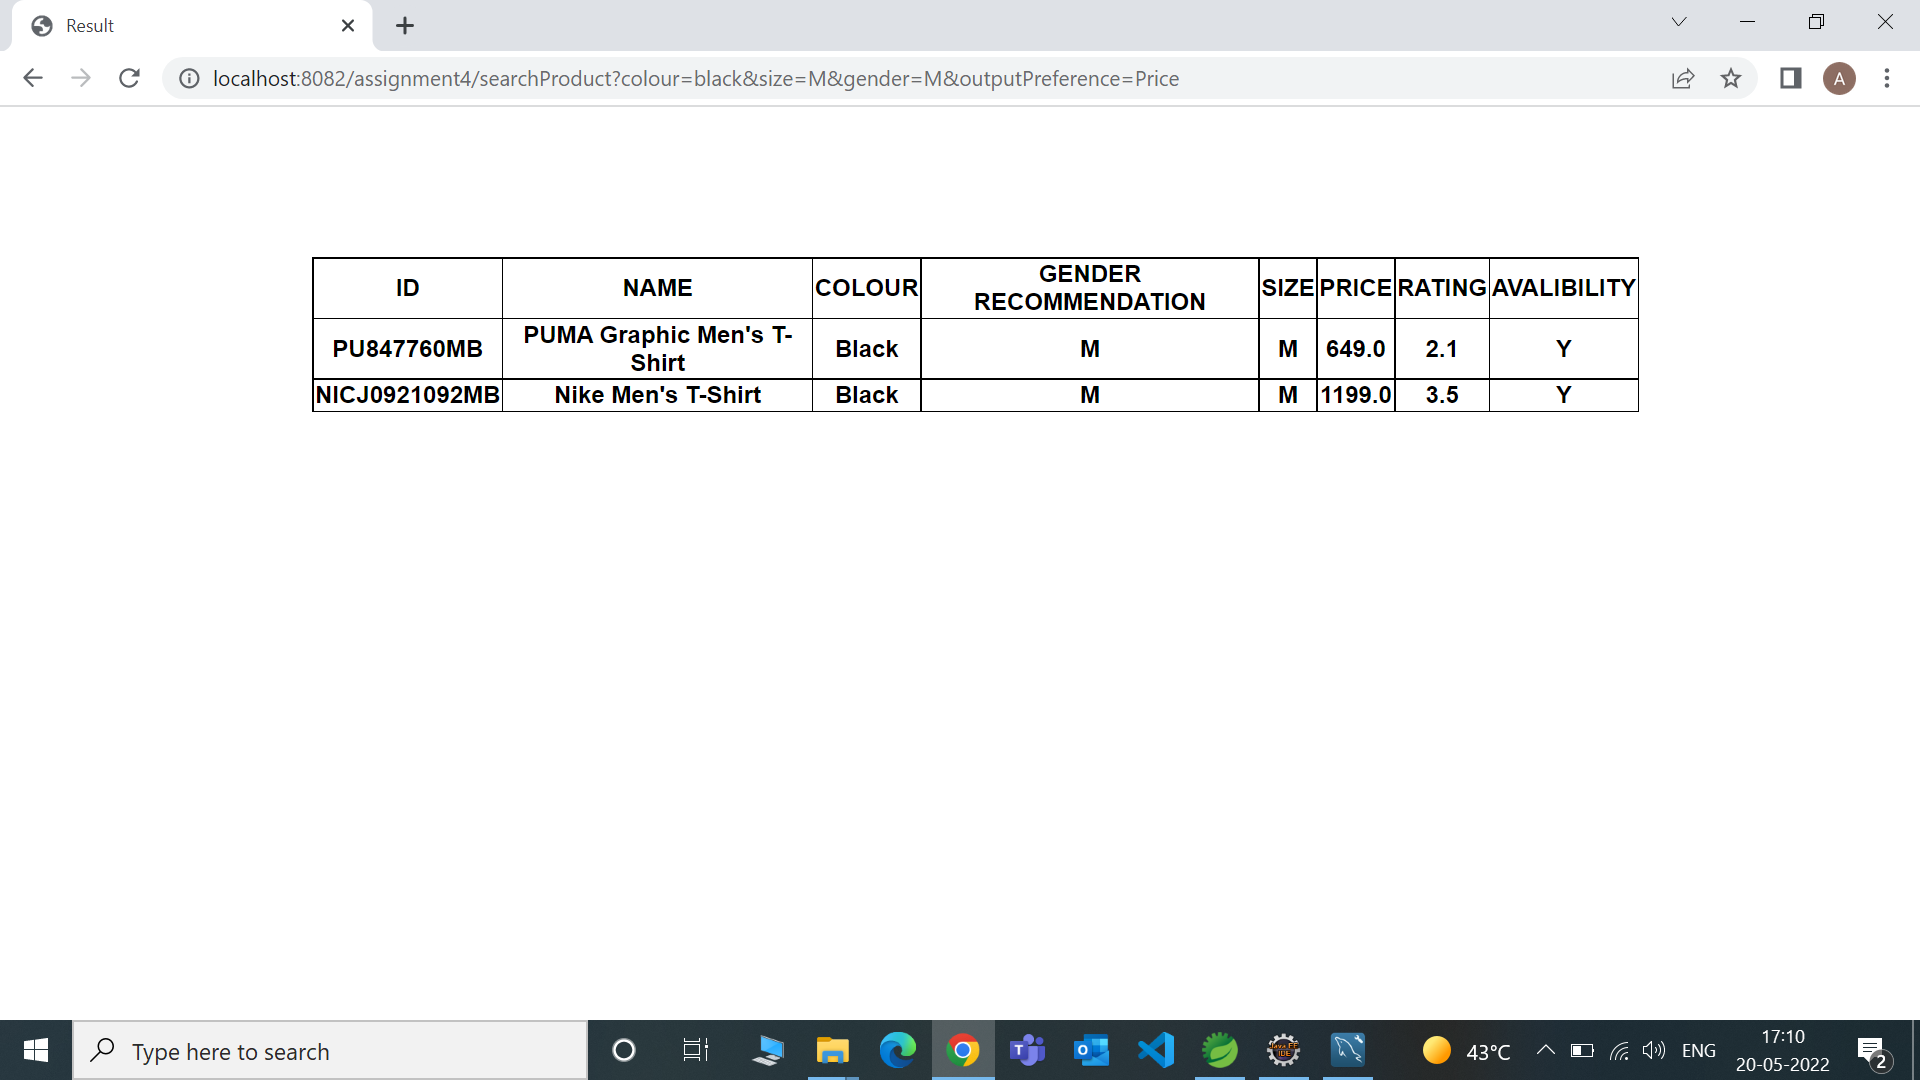 Result
localhost:8082/assignment4/searchProduct?colour=black&size=M&gender=M&outputPreference=Price
A
ID NAME COLOUR GENDER RECOMMENDATION SIZE PRICE RATING AVALIBILITY
PU847760MB PUMA Graphic Men's T-Shirt Black M M 649.0 2.1 Y
NICJ0921092MB Nike Men's T-Shirt Black M M 1199.0 3.5 Y
Type here to search
43°C
ENG
17:10
20-05-2022
2